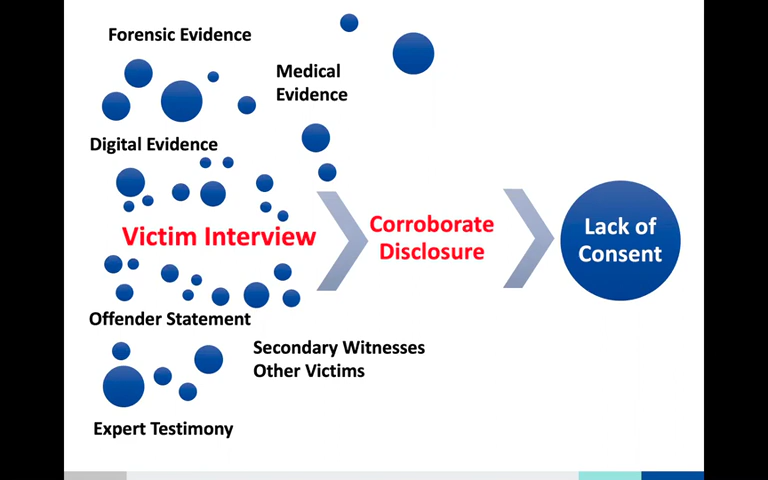 Forensic Evidence
Medical
Evidence
Digital Evidence
Victim Interview
Corroborate
Disclosure
Lack of
Consent
Offender Statement
Secondary Witnesses
Other Victims
Expert Testimony